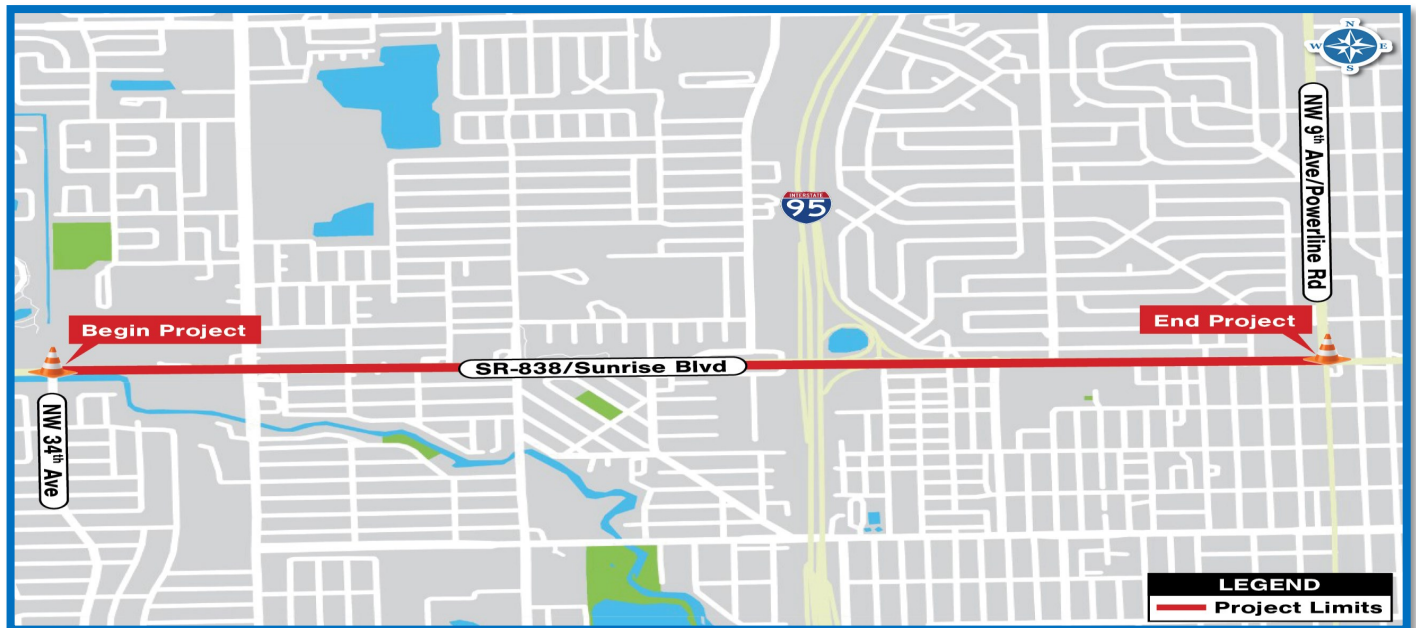 N
W E
S
NW 9th Ave/Powerline Rd
INTERSTATE
95
Begin Project
End Project
SR-838/Sunrise Blvd
NW 34th Ave
LEGEND
Project Limits